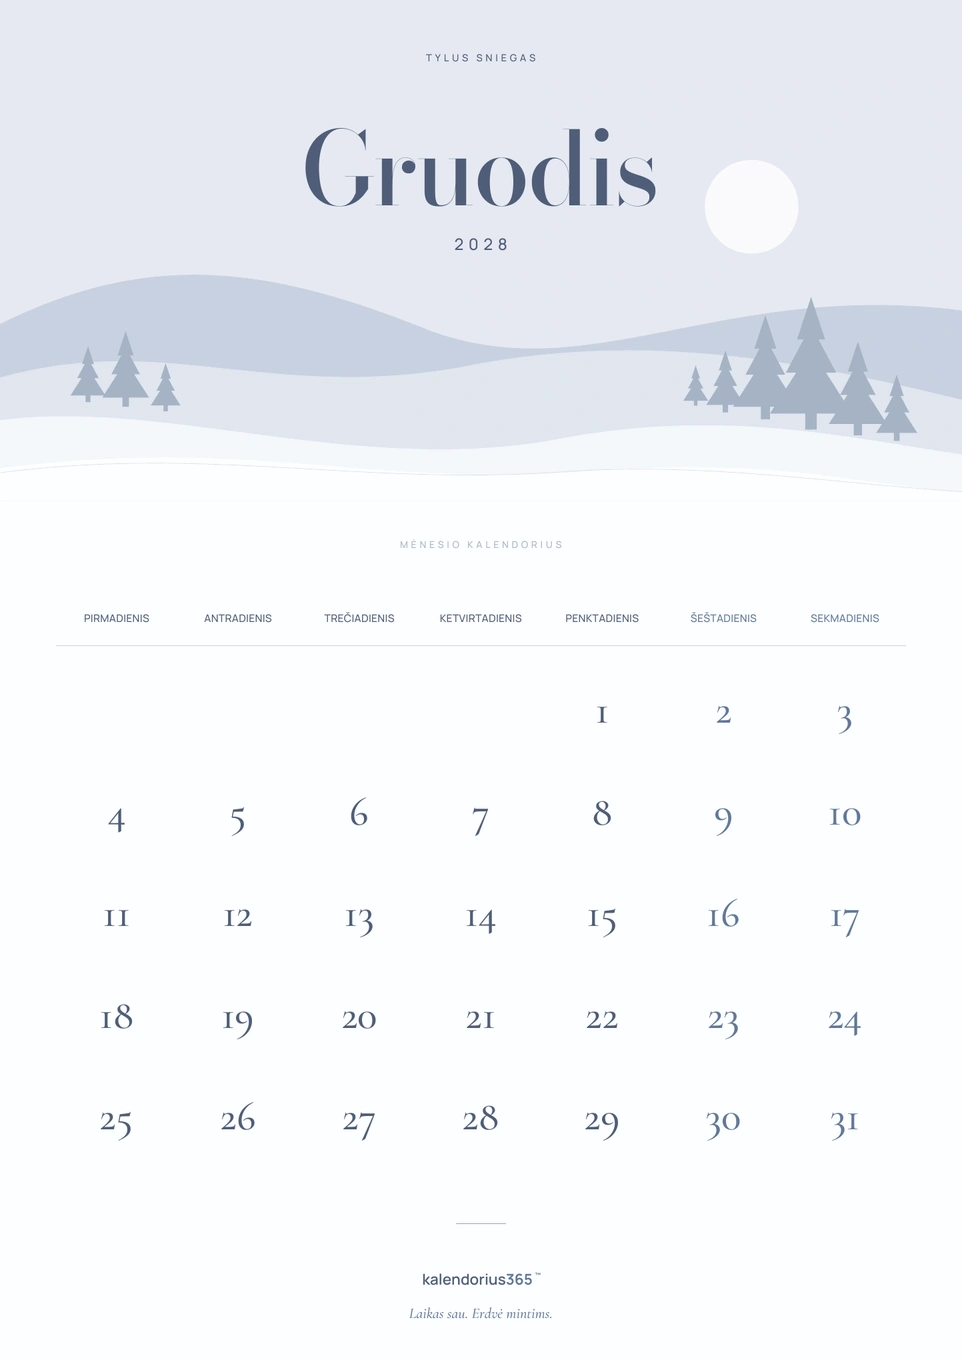 TYLUS SNIEGAS
Gruodis
2028
MĖNESIO KALENDORIUS
PIRMADIENIS ANTRADIENIS TREČIADIENIS KETVIRTADIENIS PENKTADIENIS ŠEŠTADIENIS SEKMADIENIS
1 2 3
4 5 6 7 8 9 10
11 12 13 14 15 16 17
18 19 20 21 22 23 24
25 26 27 28 29 30 31
kalendorius365™
Laikas sau. Erdvė mintims.